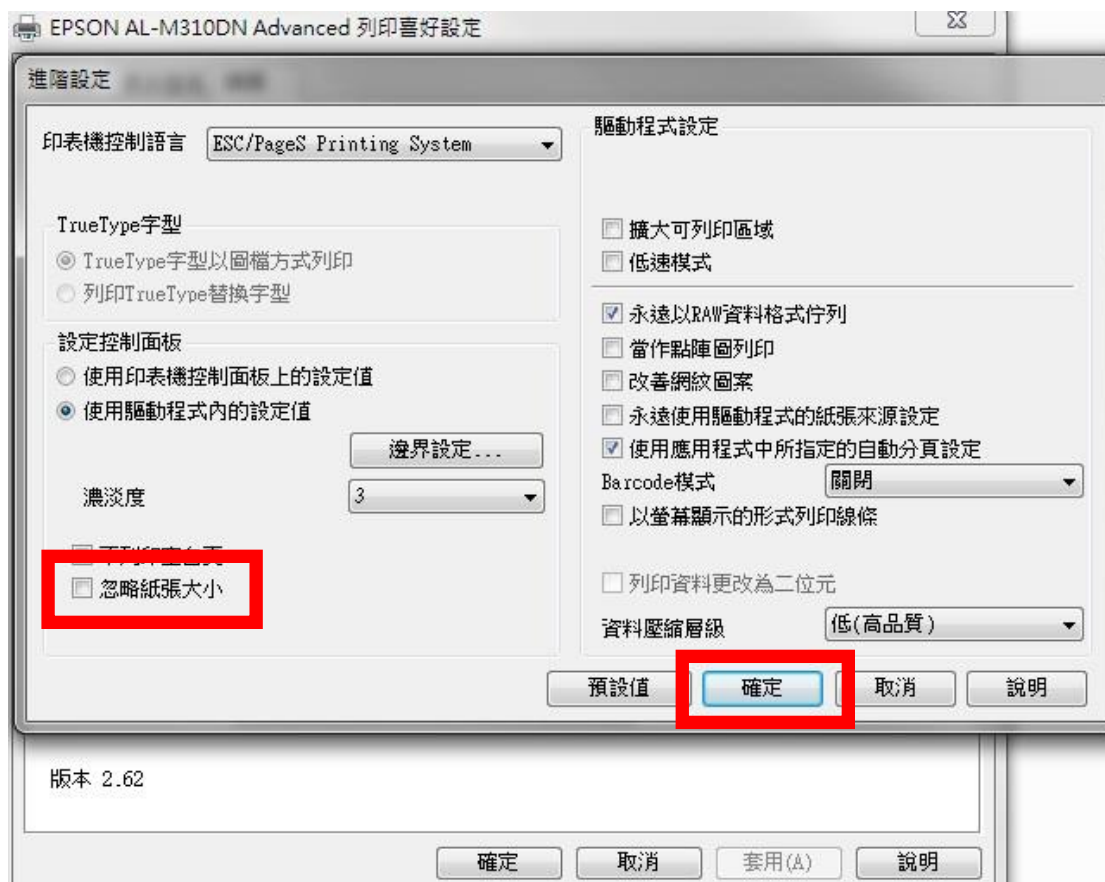 EPSON AL-M310DN Advanced 列印喜好設定
進階設定
印表機控制語言 ESC/PageS Printing System
TrueType字型
TrueType字型以圖檔方式列印
列印TrueType替換字型
設定控制面板
使用印表機控制面板上的設定值
使用驅動程式內的設定值
邊界設定...
濃淡度 3
忽略紙張大小
驅動程式設定
擴大可列印區域
低速模式
永遠以RAW資料格式佇列
當作點陣圖列印
改善網紋圖案
永遠使用驅動程式的紙張來源設定
使用應用程式中所指定的自動分頁設定
Barcode模式 關閉
以螢幕顯示的形式列印線條
列印資料更改為二位元
資料壓縮層級 低(高品質)
預設值 確定 取消 說明
版本 2.62
確定 取消 套用(A) 說明